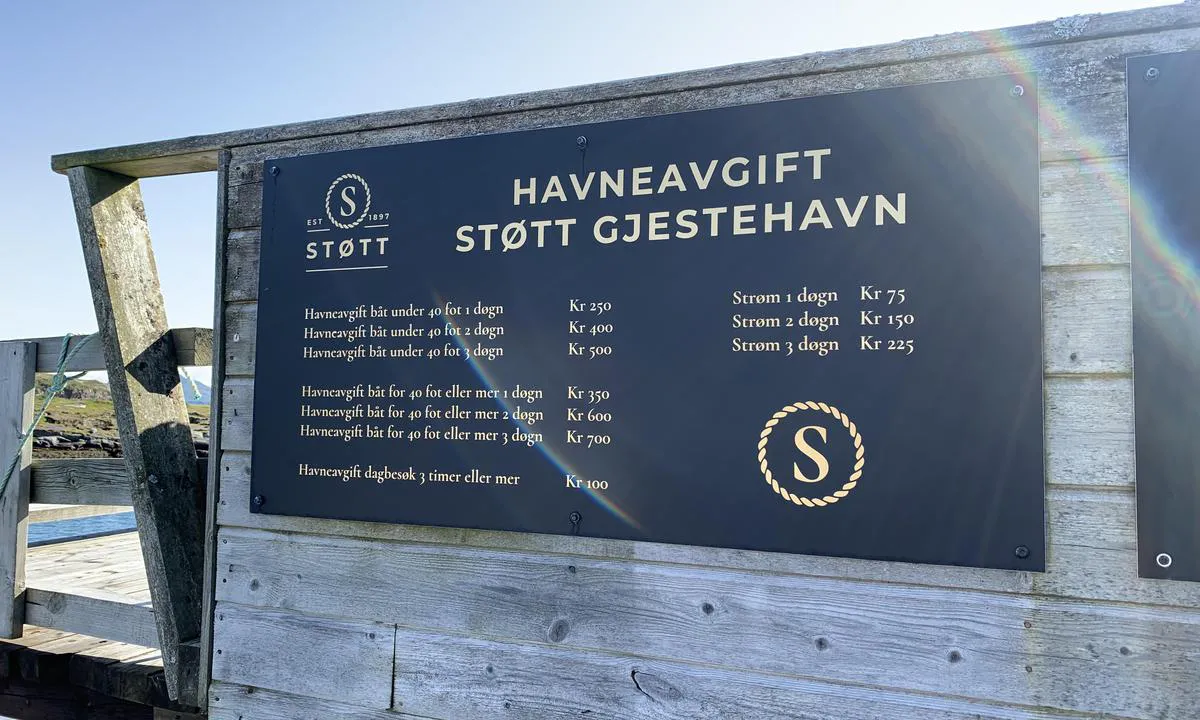 S
EST 1897
STØTT
HAVNEAVGIFT
STØTT GJESTEHAVN
Havneavgift båt under 40 fot 1 døgn Kr 250
Havneavgift båt under 40 fot 2 døgn Kr 400
Havneavgift båt under 40 fot 3 døgn Kr 500
Havneavgift båt for 40 fot eller mer 1 døgn Kr 350
Havneavgift båt for 40 fot eller mer 2 døgn Kr 600
Havneavgift båt for 40 fot eller mer 3 døgn Kr 700
Havneavgift dagbesøk 3 timer eller mer Kr 100
Strøm 1 døgn Kr 75
Strøm 2 døgn Kr 150
Strøm 3 døgn Kr 225
S